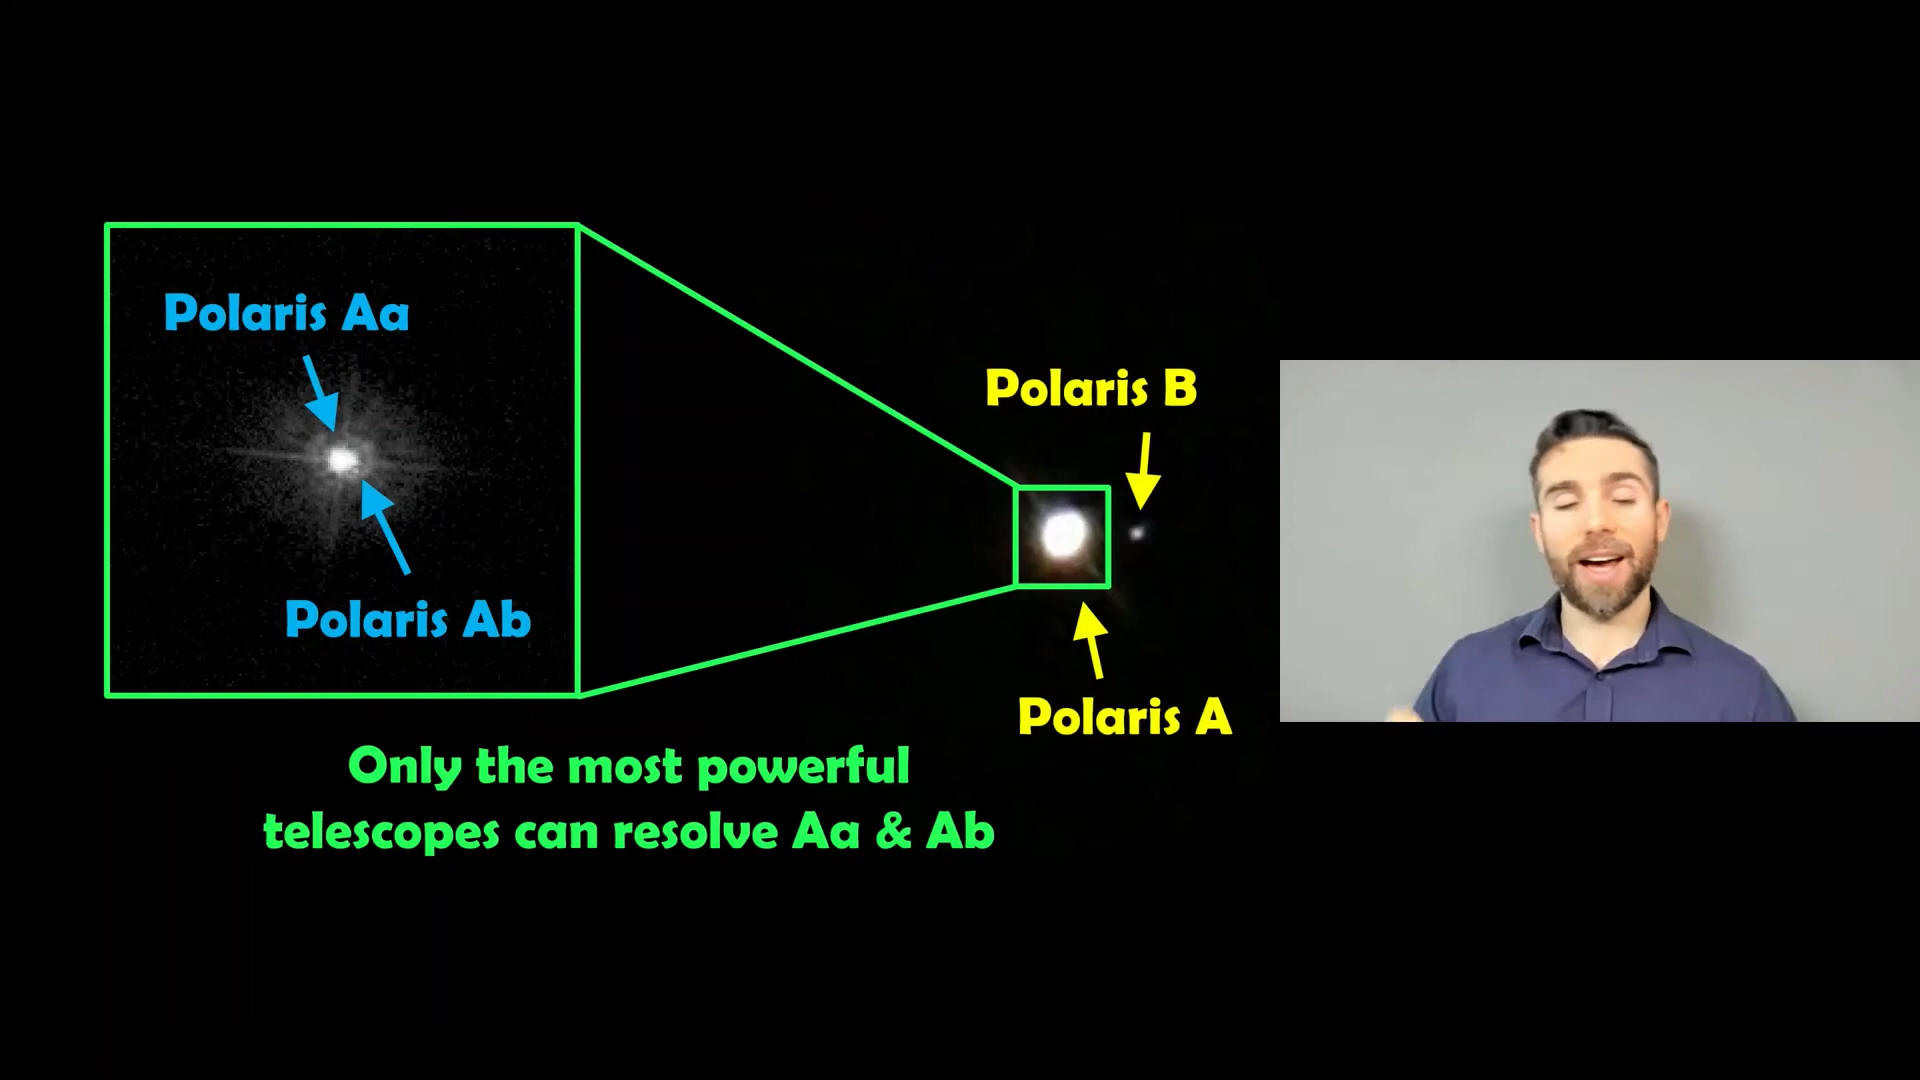 Polaris Aa
Polaris Ab
Polaris B
Polaris A
Only the most powerful
telescopes can resolve Aa & Ab